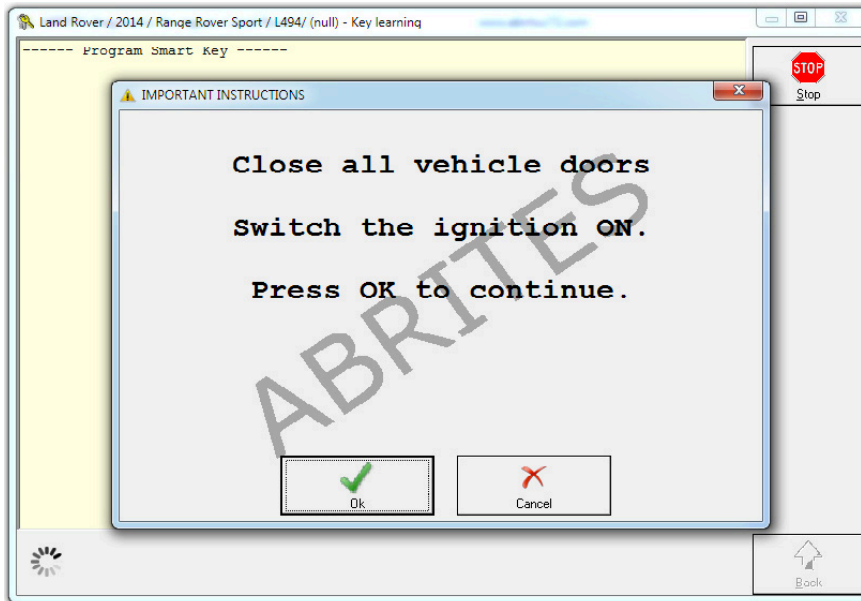 Land Rover / 2014 / Range Rover Sport / L494/ (null) - Key learning
------ Program Smart Key ------
STOP
Stop
IMPORTANT INSTRUCTIONS
Close all vehicle doors
Switch the ignition ON.
Press OK to continue.
ABRITES
Ok
Cancel
Back